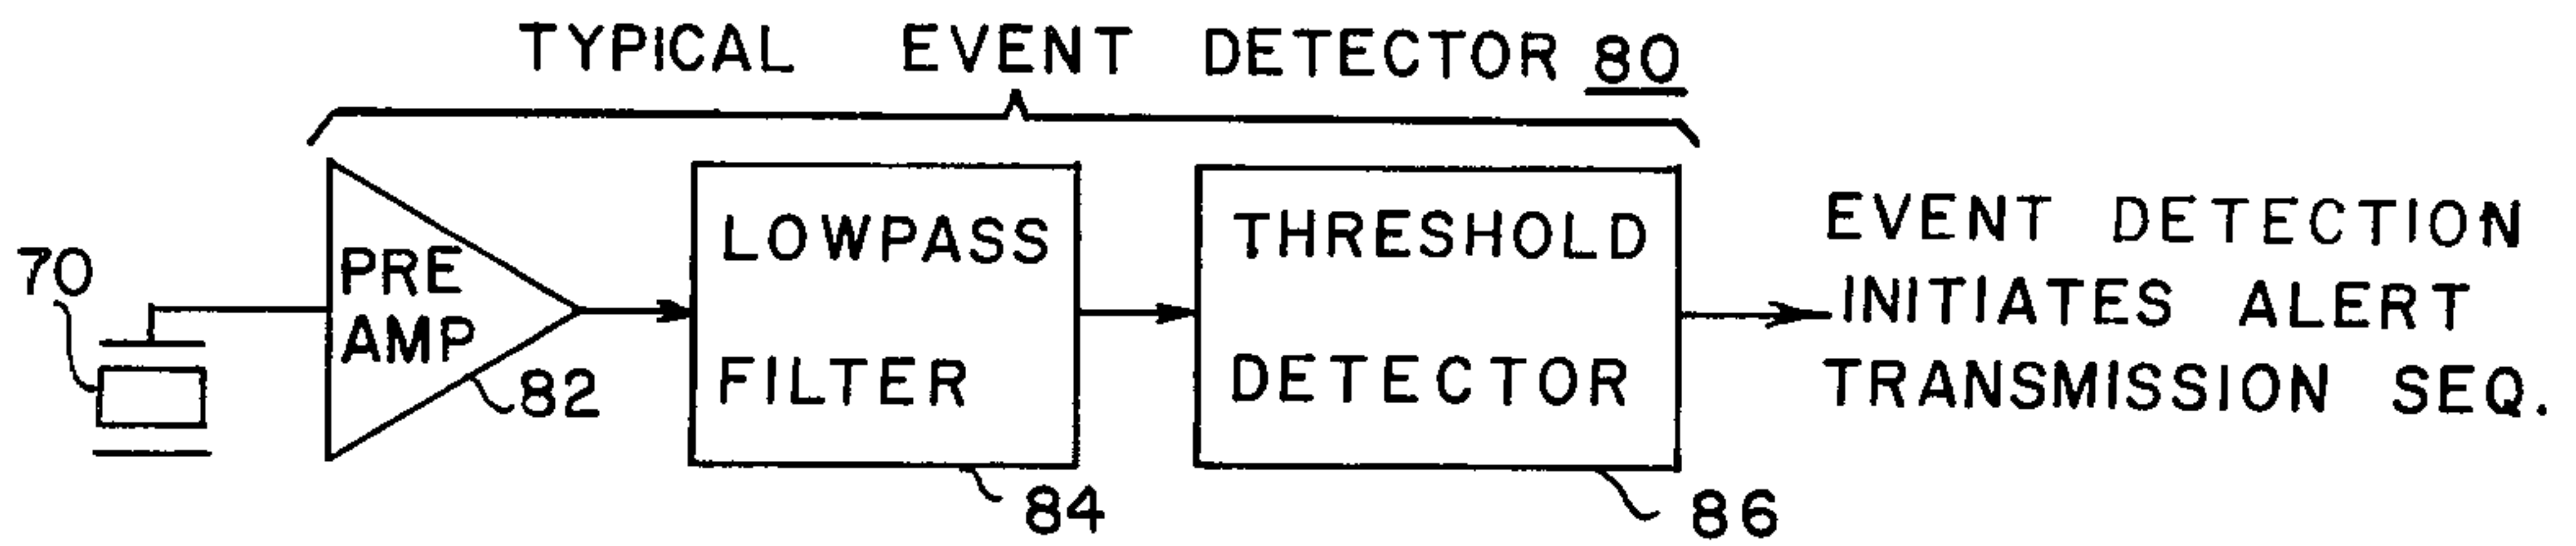 TYPICAL EVENT DETECTOR 80
70
PRE
AMP
82
LOWPASS
FILTER
84
THRESHOLD
DETECTOR
86
EVENT DETECTION
INITIATES ALERT
TRANSMISSION SEQ.